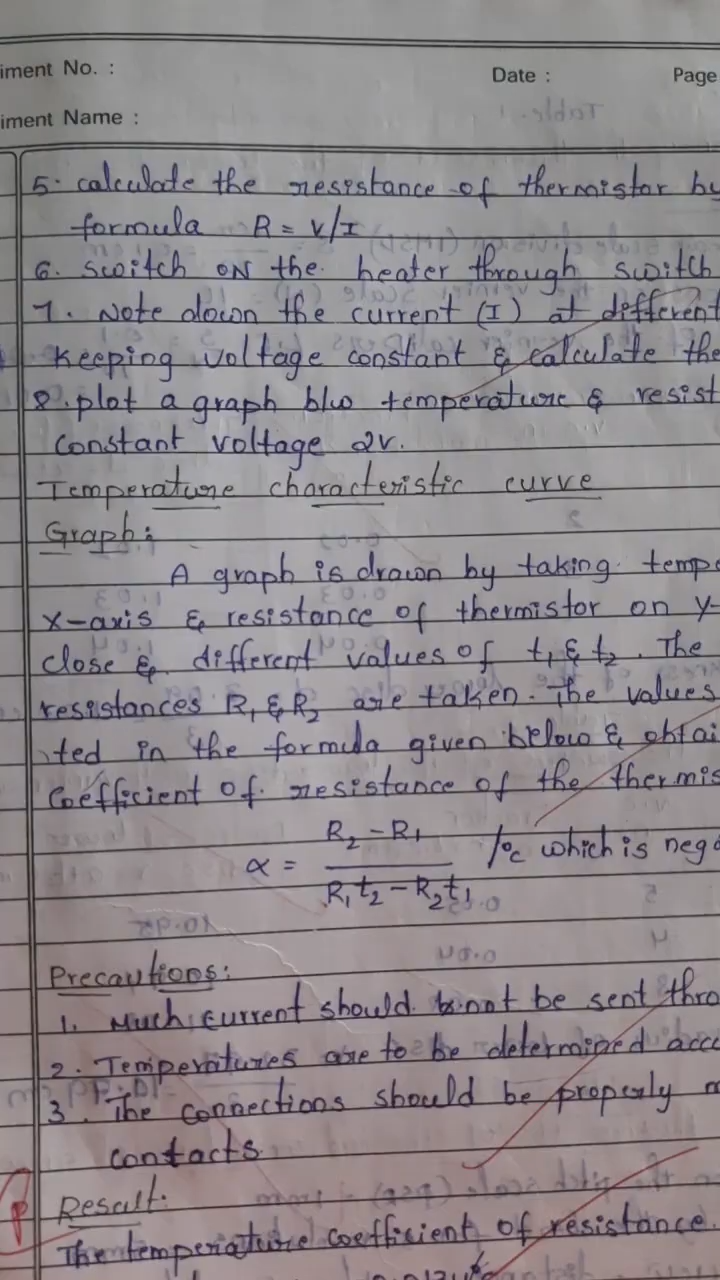 iment No. :
Date :
Page
iment Name :
5. calculate the resistance of thermistor by
formula R = V/I
6. switch ON the heater through switch
7. Note down the current (I) at different
keeping voltage constant & calculate the
8. plot a graph b/w temperature & resist
constant voltage 2v.
Temperature characteristic curve
Graph:
A graph is drawn by taking tempe
x-axis & resistance of thermistor on y-
close & different values of t₁ & t₂. The
resistances R₁ & R₂ are taken. The values
ted in the formula given below & obtai
coefficient of resistance of the thermis
α = R₂ - R₁ / R₁t₂ - R₂t₁ /°c which is neg
Precautions:
1. Much current should not be sent thro
2. Temperatures are to be determined accu
3. The connections should be properly m
contacts.
Result:
The temperature coefficient of resistance.